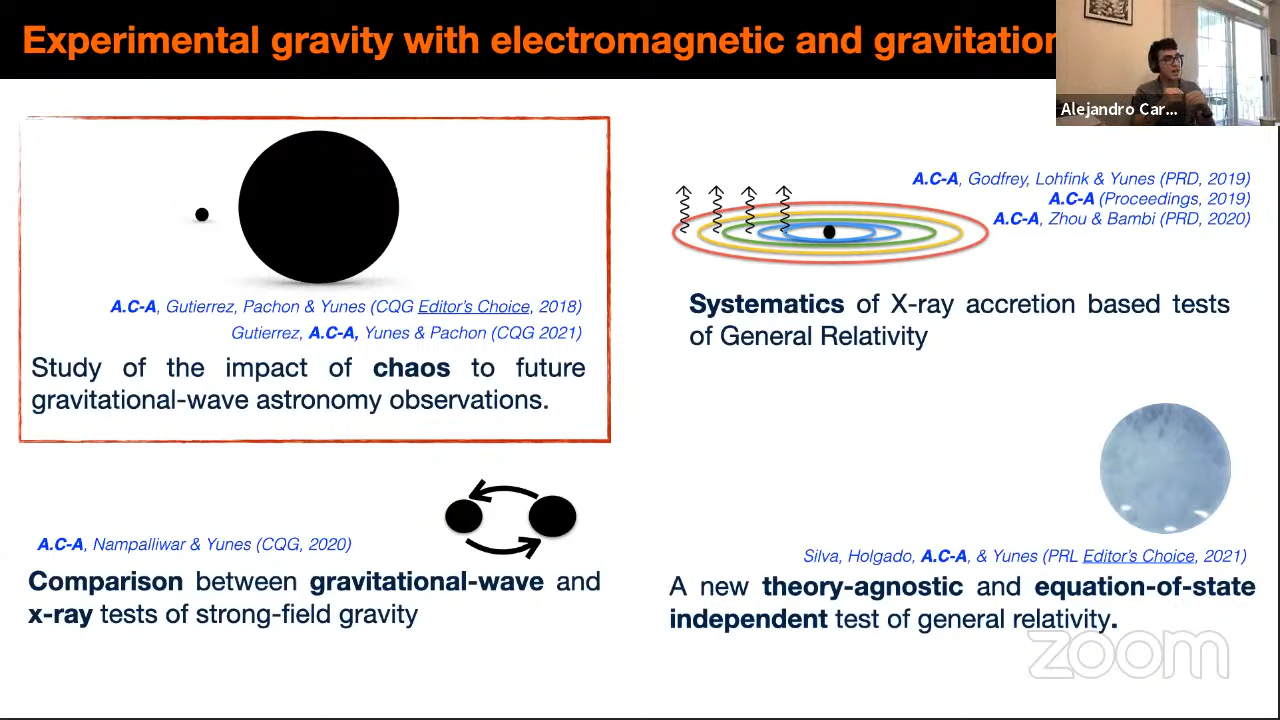 Experimental gravity with electromagnetic and gravitation
Alejandro Car...
A.C-A, Gutierrez, Pachon & Yunes (CQG Editor's Choice, 2018)
Gutierrez, A.C-A, Yunes & Pachon (CQG 2021)
Study of the impact of chaos to future
gravitational-wave astronomy observations.
A.C-A, Godfrey, Lohfink & Yunes (PRD, 2019)
A.C-A (Proceedings, 2019)
A.C-A, Zhou & Bambi (PRD, 2020)
Systematics of X-ray accretion based tests
of General Relativity
A.C-A, Nampalliwar & Yunes (CQG, 2020)
Comparison between gravitational-wave and
x-ray tests of strong-field gravity
Silva, Holgado, A.C-A, & Yunes (PRL Editor's Choice, 2021)
A new theory-agnostic and equation-of-state
independent test of general relativity.
zoom